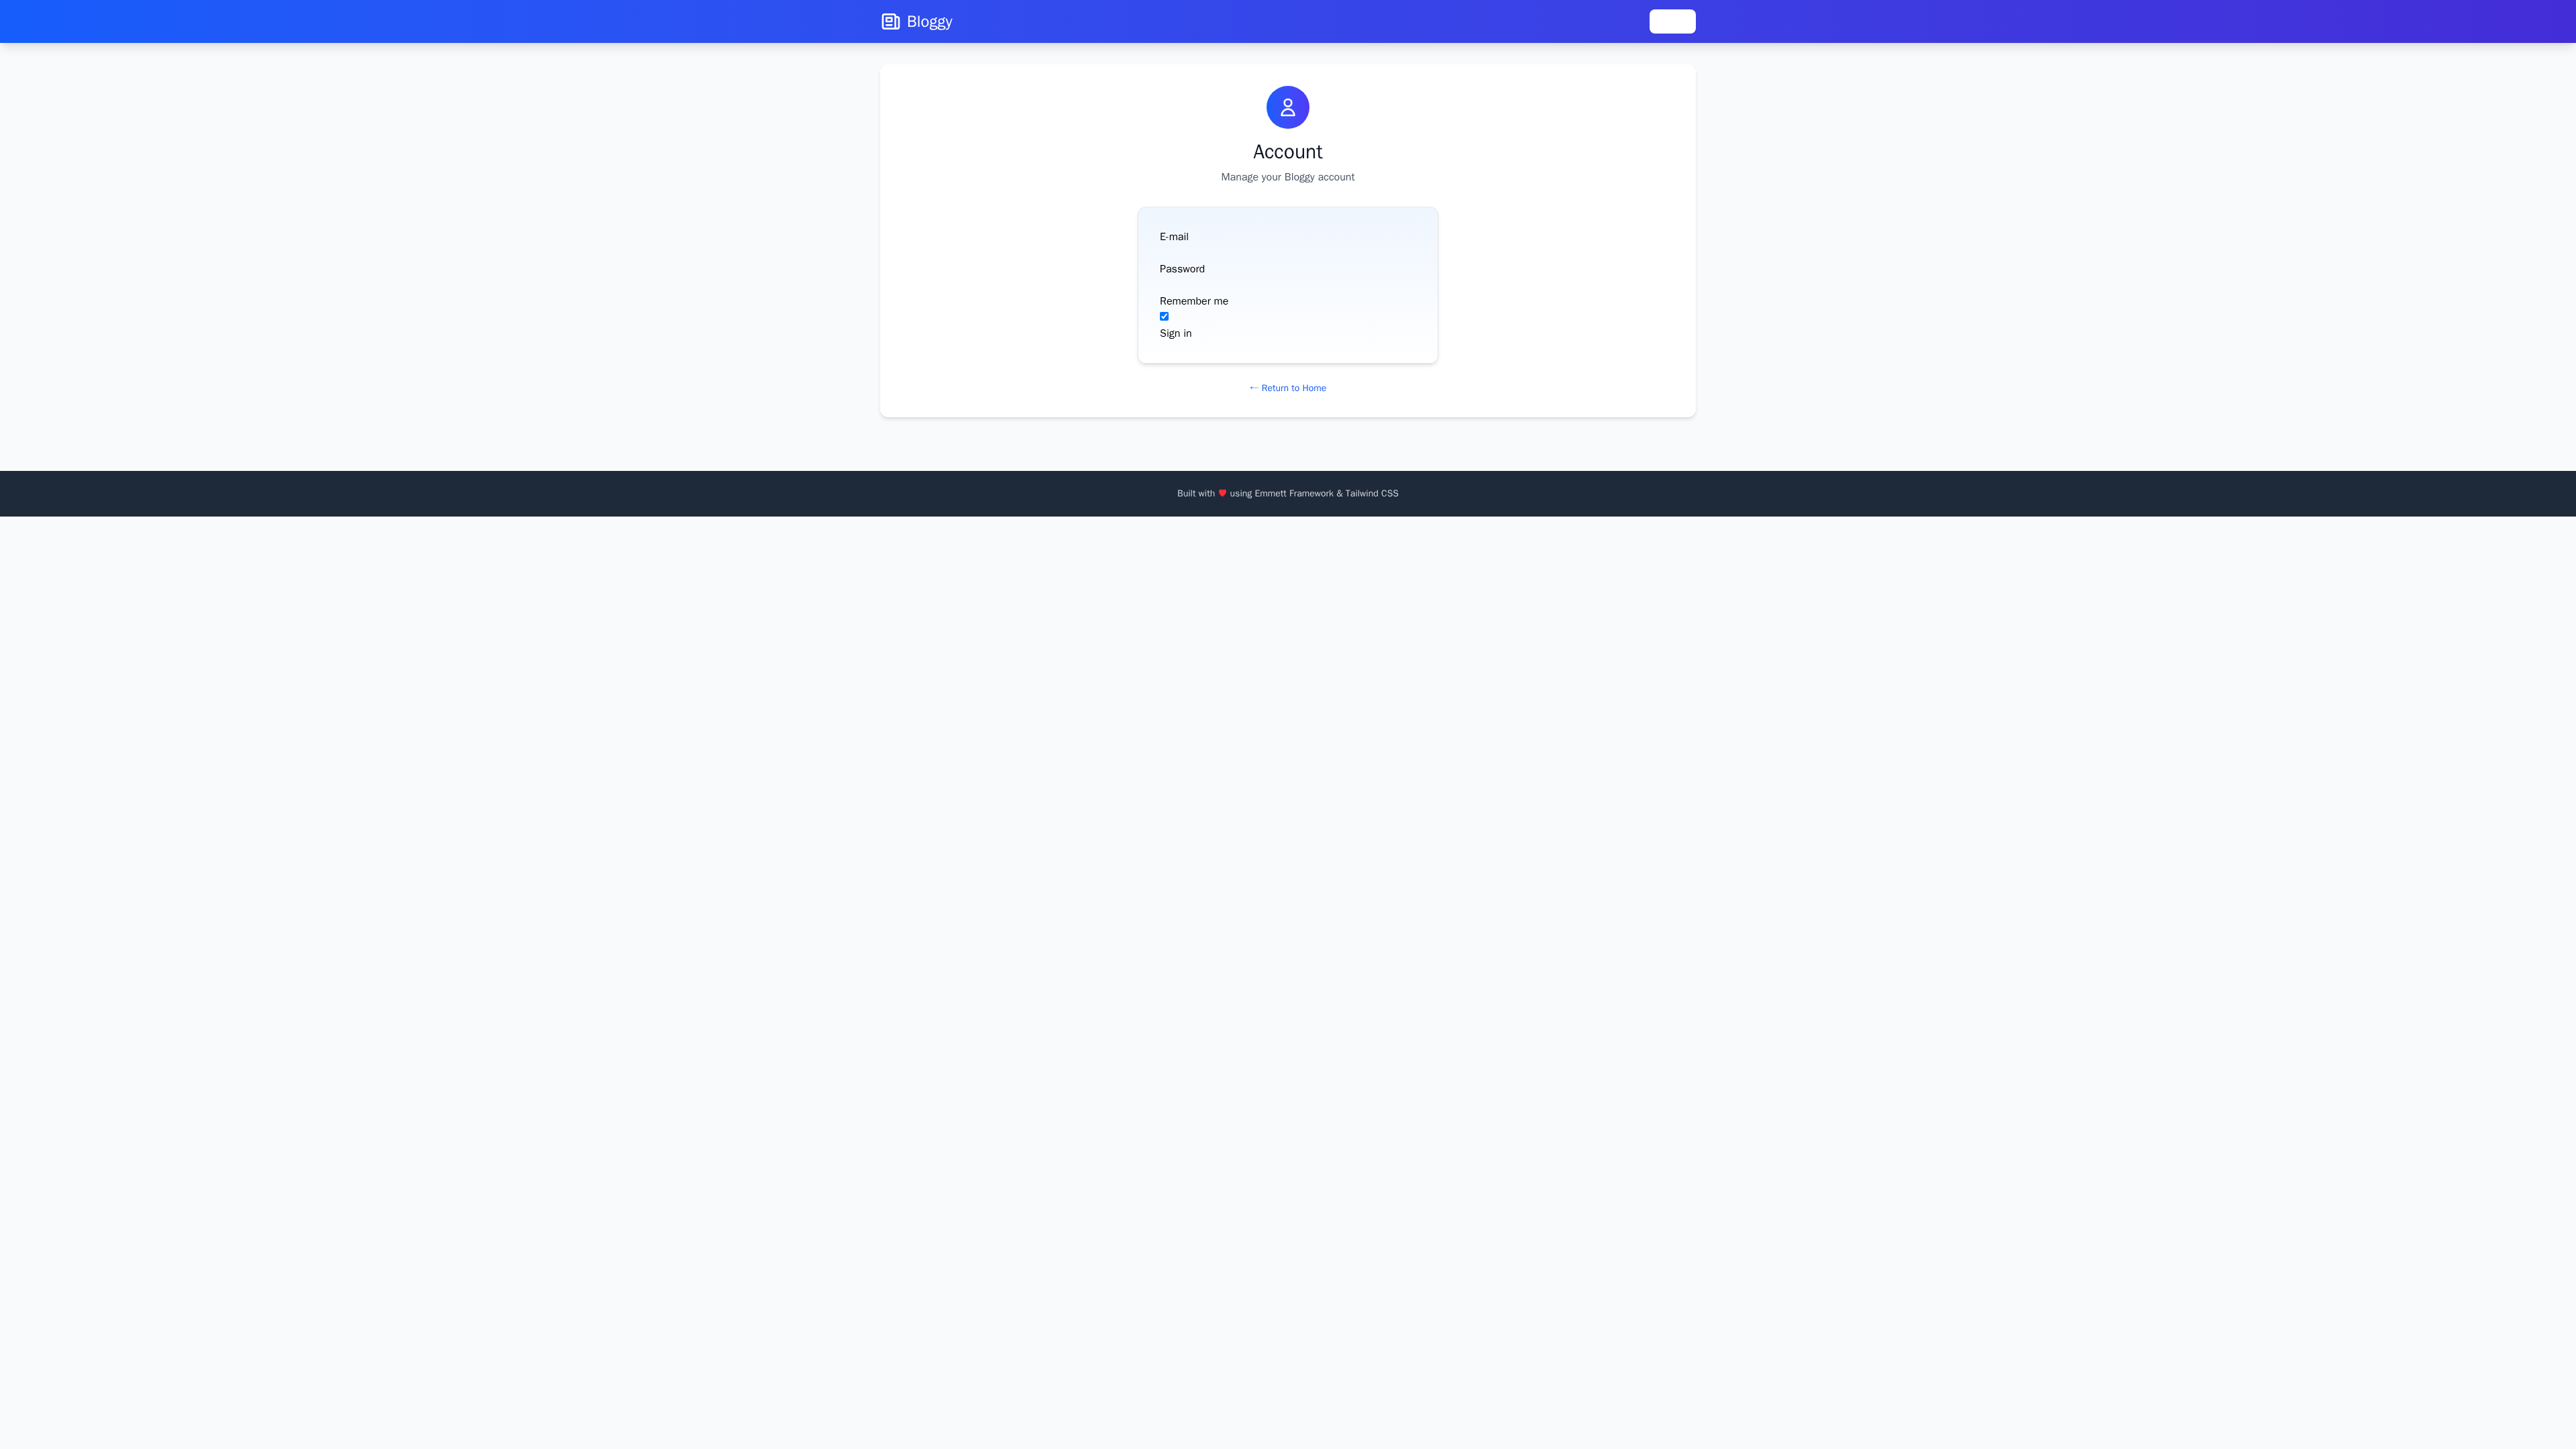 Bloggy
Account
Manage your Bloggy account
E-mail
Password
Remember me
Sign in
← Return to Home
Built with ♥ using Emmett Framework & Tailwind CSS